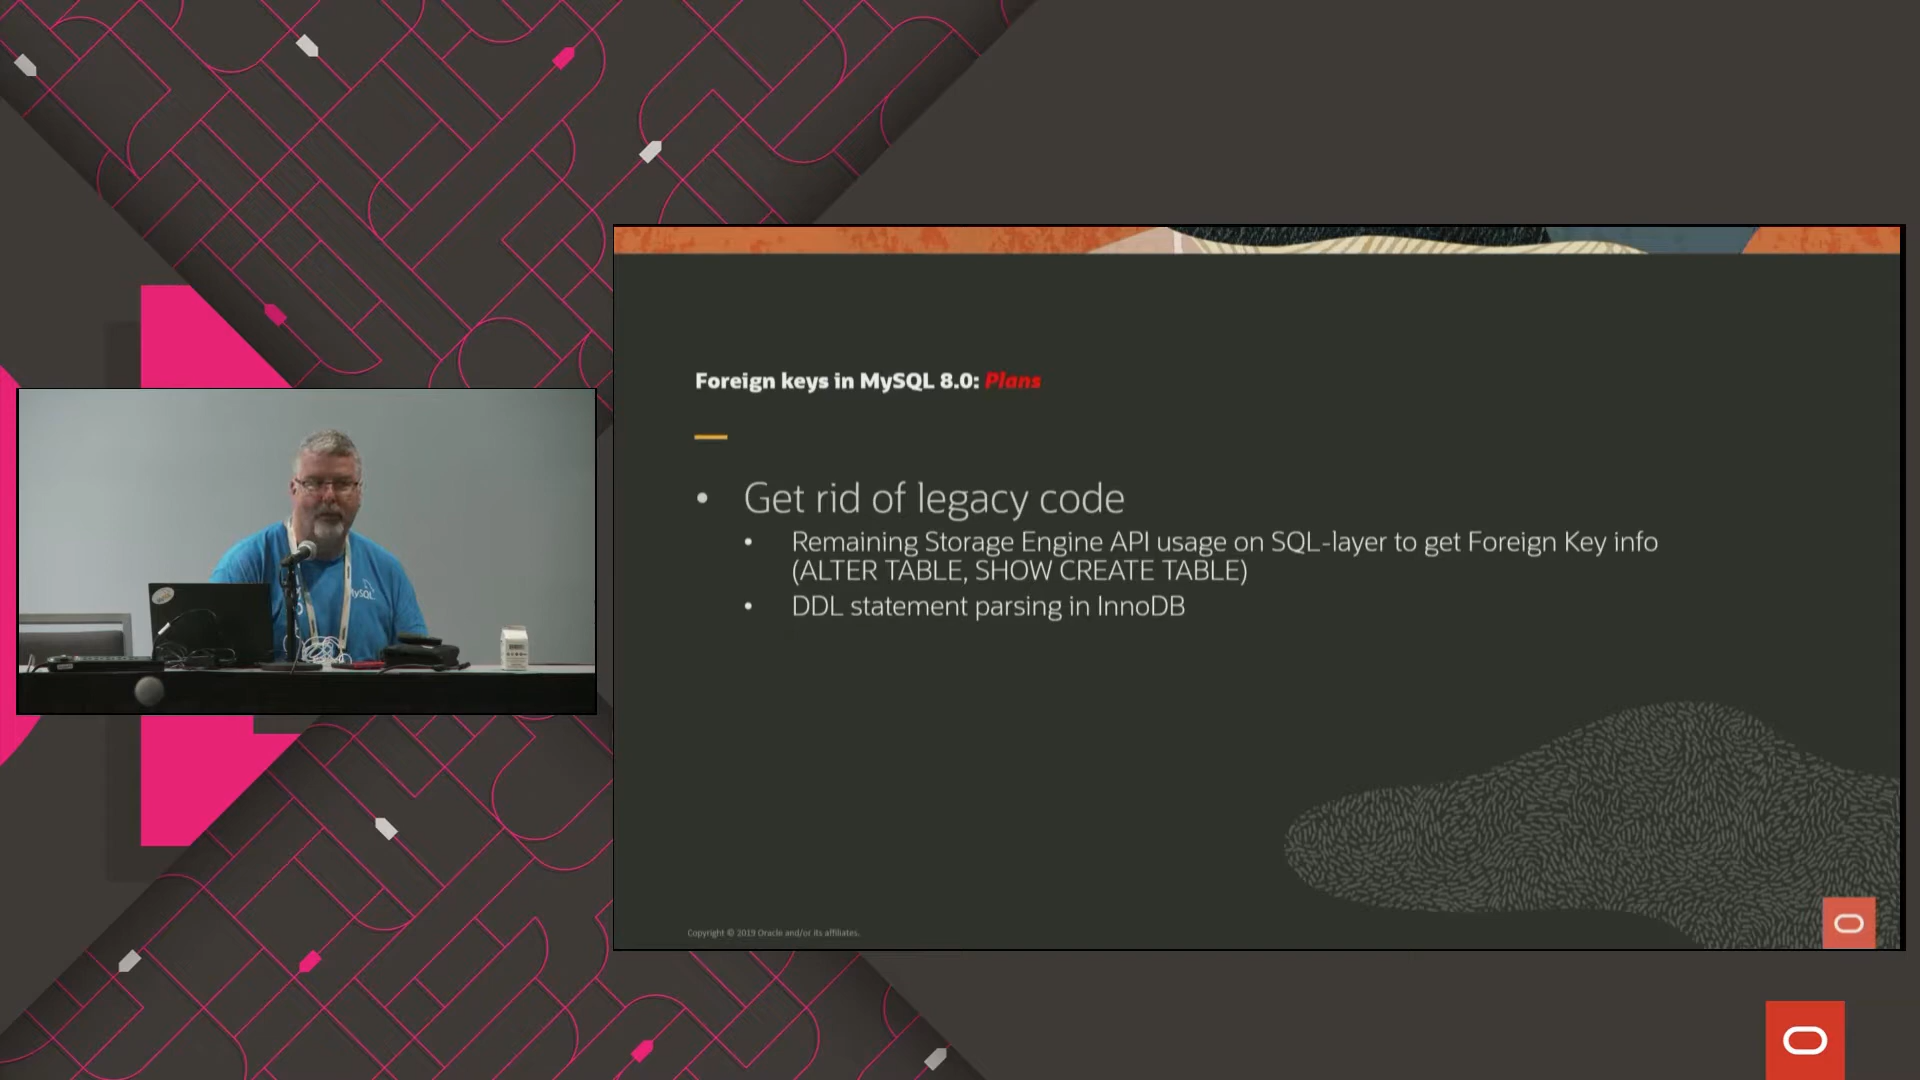 Foreign keys in MySQL 8.0: Plans
• Get rid of legacy code
• Remaining Storage Engine API usage on SQL-layer to get Foreign Key info
(ALTER TABLE, SHOW CREATE TABLE)
• DDL statement parsing in InnoDB
Copyright © 2019 Oracle and/or its affiliates.
MySQL